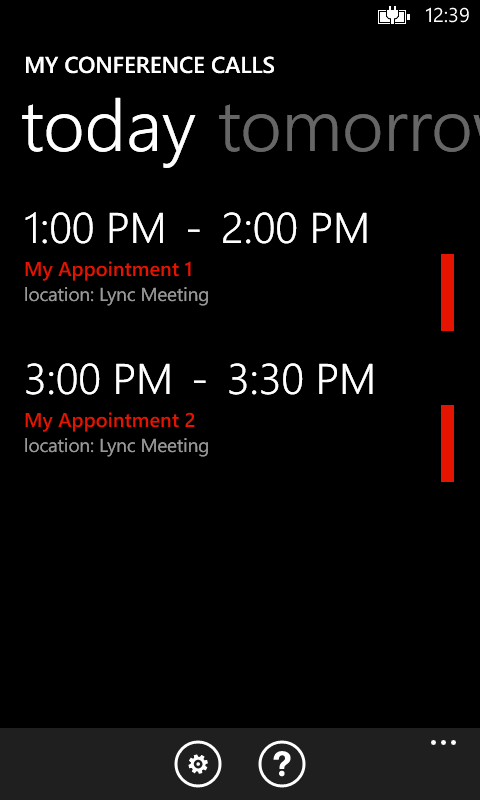 12:39
MY CONFERENCE CALLS
today tomorrow
1:00 PM - 2:00 PM
My Appointment 1
location: Lync Meeting
3:00 PM - 3:30 PM
My Appointment 2
location: Lync Meeting
?